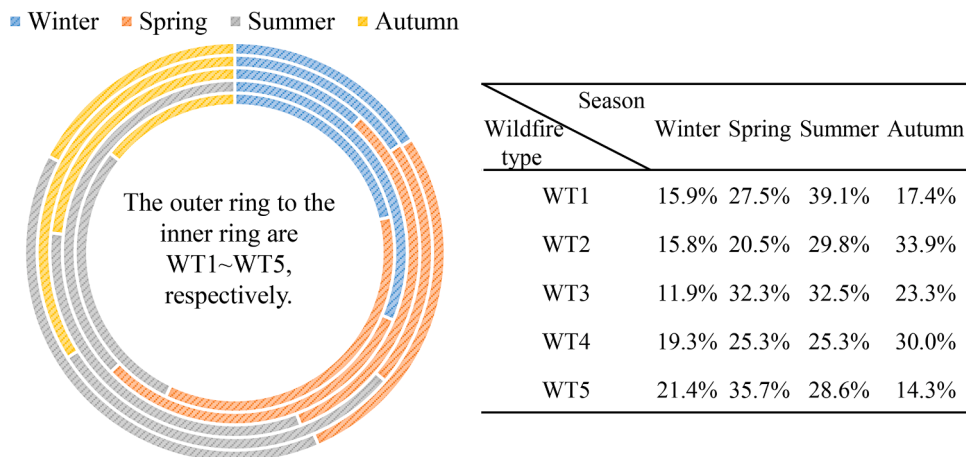 Winter Spring Summer Autumn
The outer ring to the
inner ring are
WT1~WT5,
respectively.
Season
Wildfire
type
Winter Spring Summer Autumn
WT1 15.9% 27.5% 39.1% 17.4%
WT2 15.8% 20.5% 29.8% 33.9%
WT3 11.9% 32.3% 32.5% 23.3%
WT4 19.3% 25.3% 25.3% 30.0%
WT5 21.4% 35.7% 28.6% 14.3%